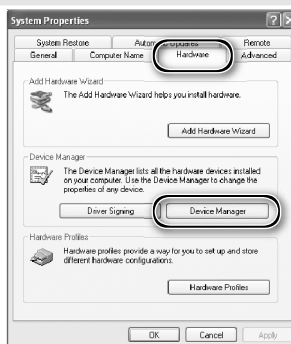 System Properties
System Restore Automatic Updates Remote
General Computer Name Hardware Advanced
Add Hardware Wizard
The Add Hardware Wizard helps you install hardware.
Add Hardware Wizard
Device Manager
The Device Manager lists all the hardware devices installed
on your computer. Use the Device Manager to change the
properties of any device.
Driver Signing Device Manager
Hardware Profiles
Hardware profiles provide a way for you to set up and store
different hardware configurations.
Hardware Profiles
OK Cancel Apply